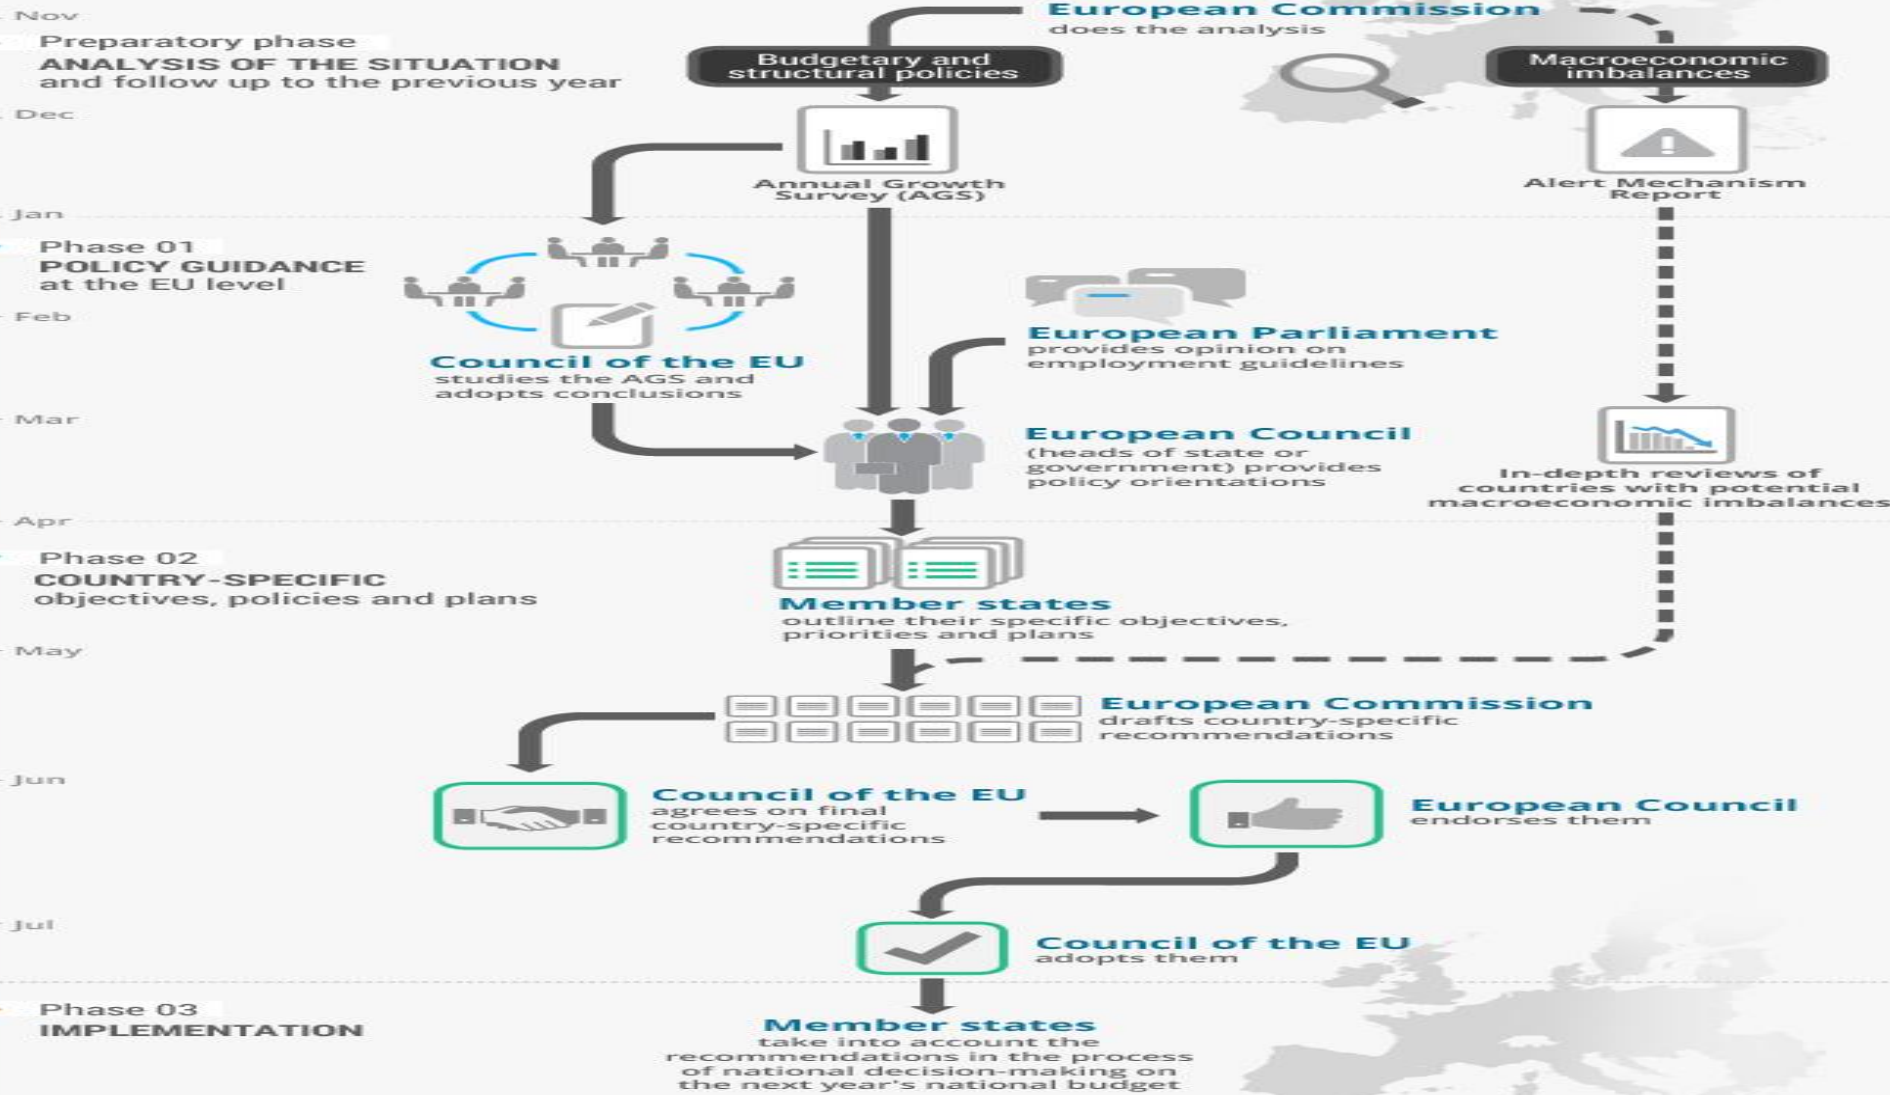 Nov
Preparatory phase
ANALYSIS OF THE SITUATION
and follow up to the previous year
European Commission
does the analysis
Budgetary and
structural policies
Macroeconomic
imbalances
Dec
Annual Growth
Survey (AGS)
Alert Mechanism
Report
Jan
Phase 01
POLICY GUIDANCE
at the EU level
Feb
Council of the EU
studies the AGS and
adopts conclusions
European Parliament
provides opinion on
employment guidelines
Mar
European Council
(heads of state or
government) provides
policy orientations
In-depth reviews of
countries with potential
macroeconomic imbalances
Apr
Phase 02
COUNTRY-SPECIFIC
objectives, policies and plans
Member states
outline their specific objectives,
priorities and plans
May
European Commission
drafts country-specific
recommendations
Jun
Council of the EU
agrees on final
country-specific
recommendations
European Council
endorses them
Jul
Council of the EU
adopts them
Phase 03
IMPLEMENTATION
Member states
take into account the
recommendations in the process
of national decision-making on
the next year's national budget